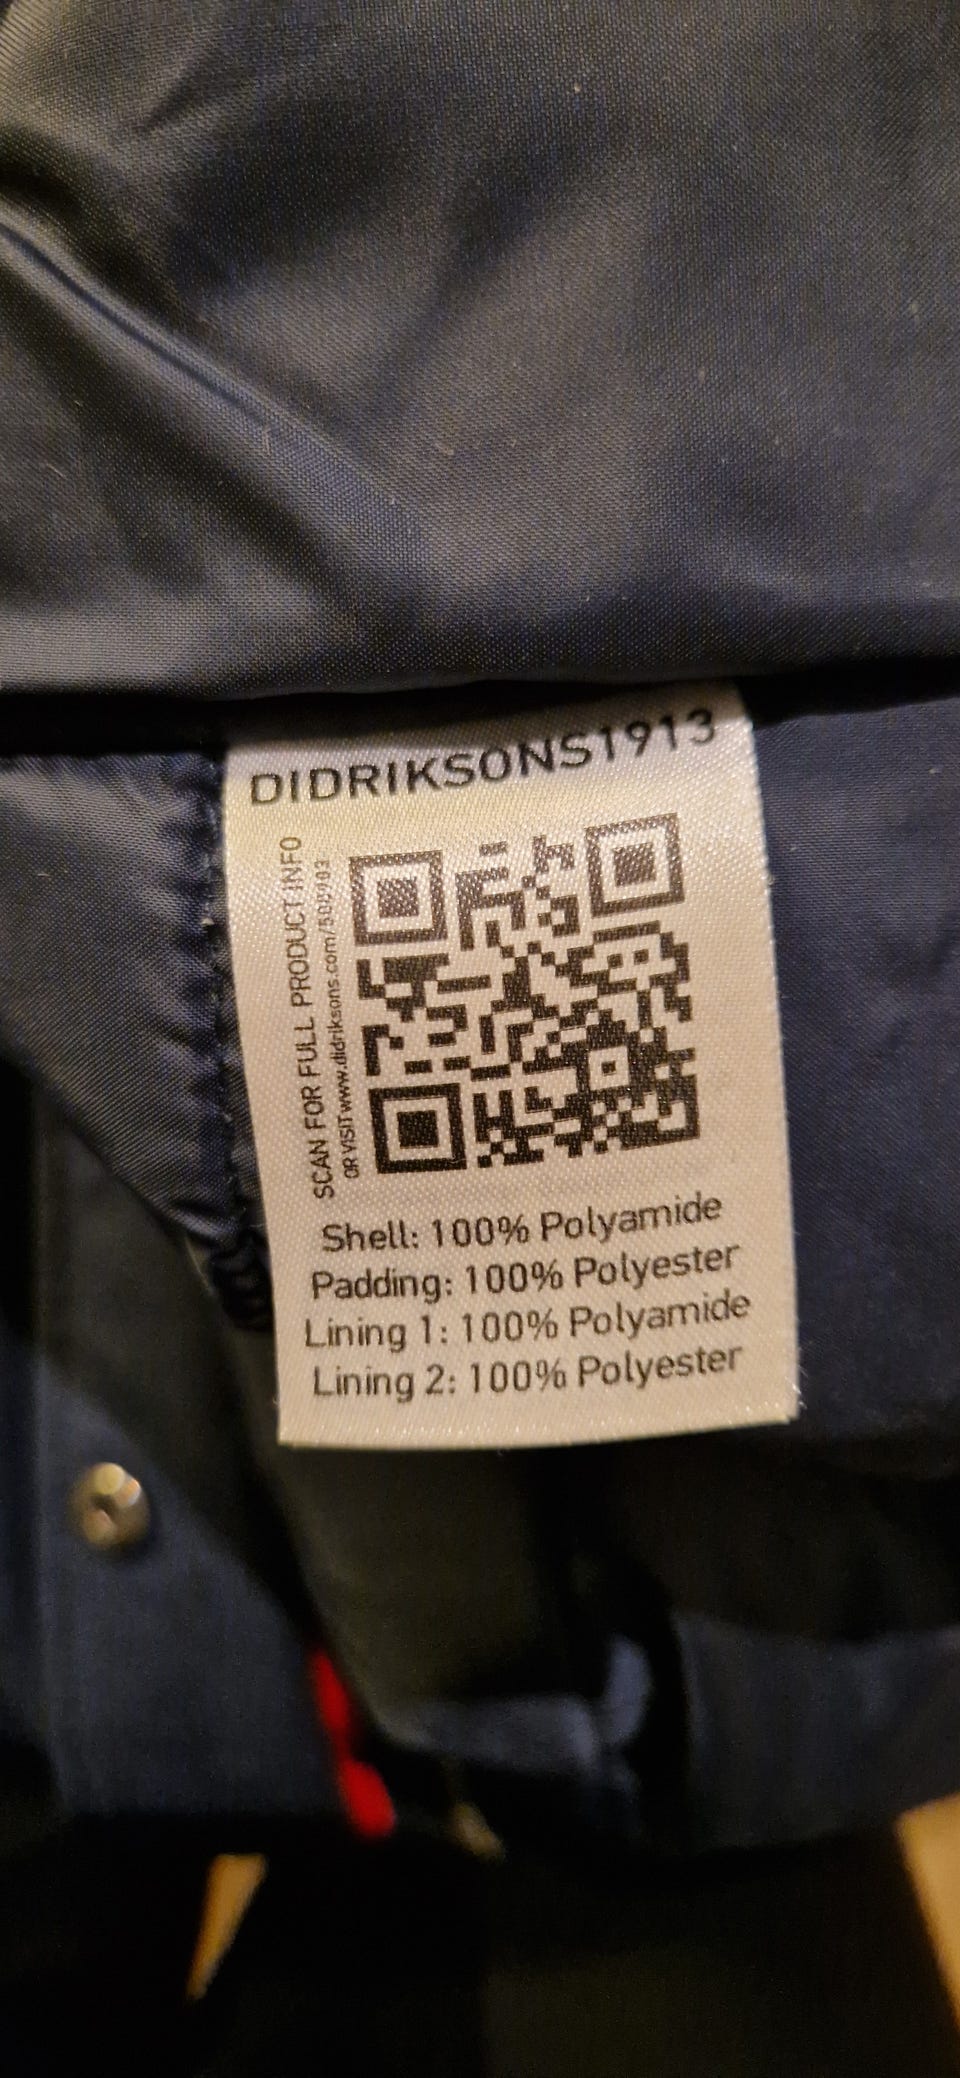 DIDRIKSONS1913
SCAN FOR FULL PRODUCT INFO
OR VISIT www.didriksons.com/500903
Shell: 100% Polyamide
Padding: 100% Polyester
Lining 1: 100% Polyamide
Lining 2: 100% Polyester